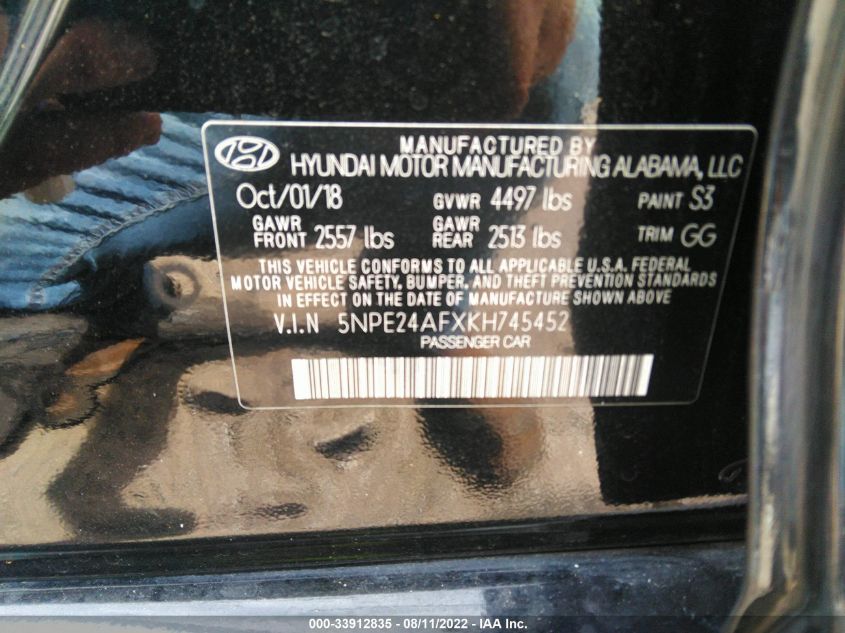 MANUFACTURED BY
HYUNDAI MOTOR MANUFACTURING ALABAMA, LLC
Oct/01/18 GVWR 4497 lbs PAINT S3
GAWR FRONT 2557 lbs GAWR REAR 2513 lbs TRIM GG
THIS VEHICLE CONFORMS TO ALL APPLICABLE U.S.A. FEDERAL
MOTOR VEHICLE SAFETY, BUMPER, AND THEFT PREVENTION STANDARDS
IN EFFECT ON THE DATE OF MANUFACTURE SHOWN ABOVE
V.I.N 5NPE24AFXKH745452
PASSENGER CAR
000-33912835 - 08/11/2022 - IAA Inc.